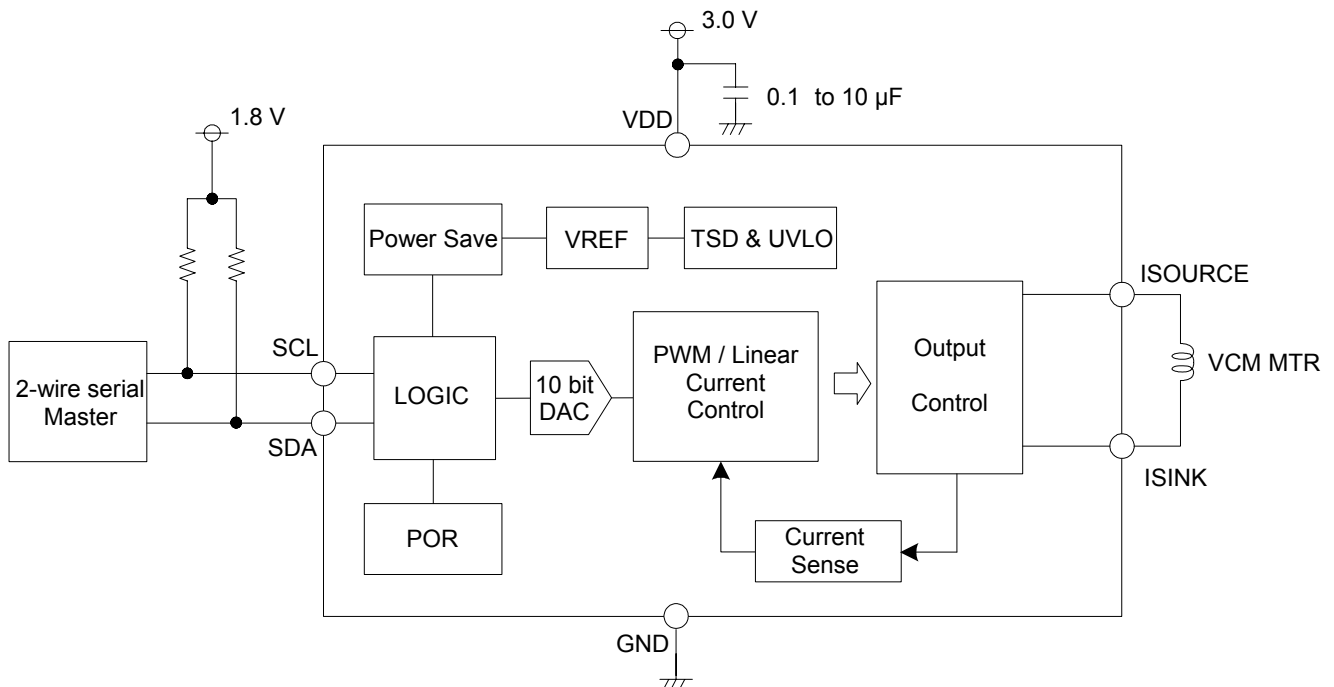 3.0 V
0.1 to 10 µF
VDD
1.8 V
Power Save
VREF
TSD & UVLO
ISOURCE
SCL
2-wire serial
Master
LOGIC
10 bit
DAC
PWM / Linear
Current
Control
Output
Control
VCM MTR
SDA
ISINK
POR
Current
Sense
GND